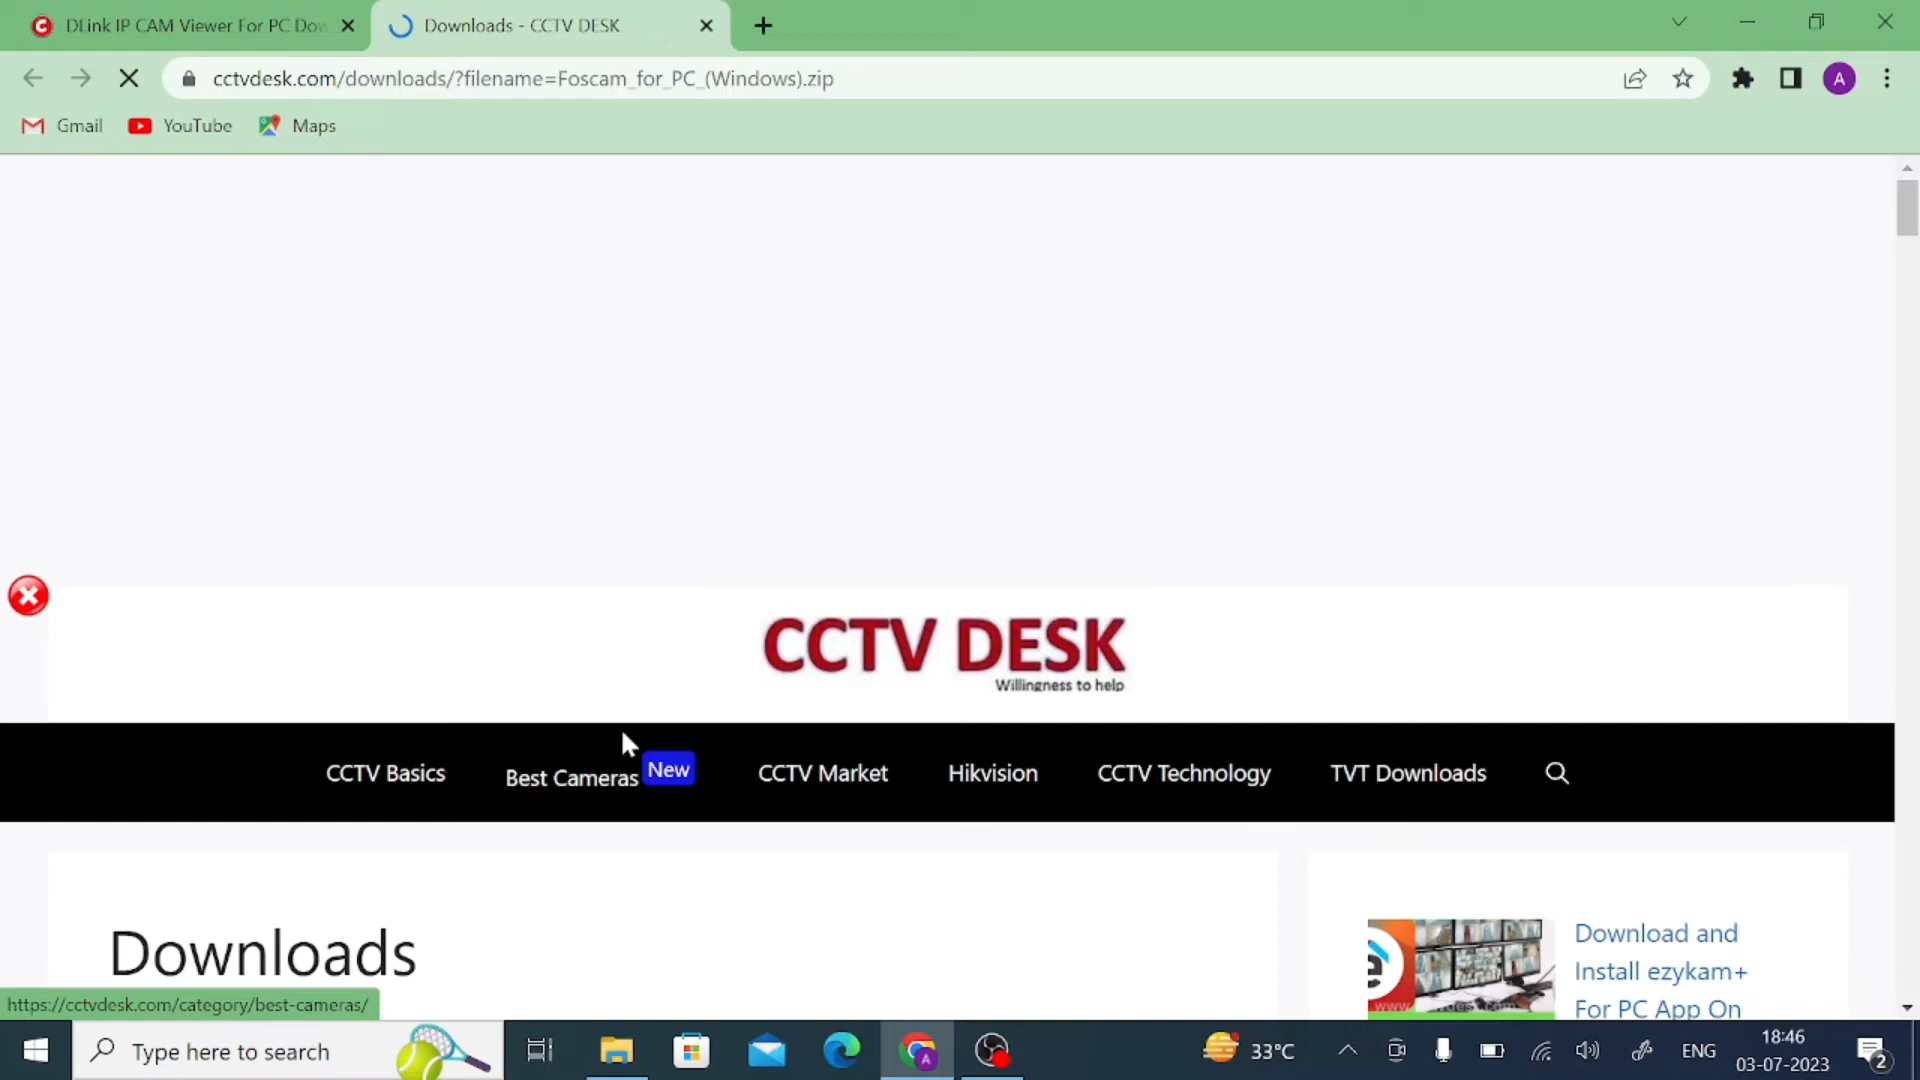 DLink IP CAM Viewer For PC Dow
Downloads - CCTV DESK
cctvdesk.com/downloads/?filename=Foscam_for_PC_(Windows).zip
A
Gmail
YouTube
Maps
CCTV DESK
Willingness to help
CCTV Basics
Best Cameras New
CCTV Market
Hikvision
CCTV Technology
TVT Downloads
Downloads
Download and
Install ezykam+
For PC App On
https://cctvdesk.com/category/best-cameras/
Type here to search
A
33°C
ENG
18:46
03-07-2023
2